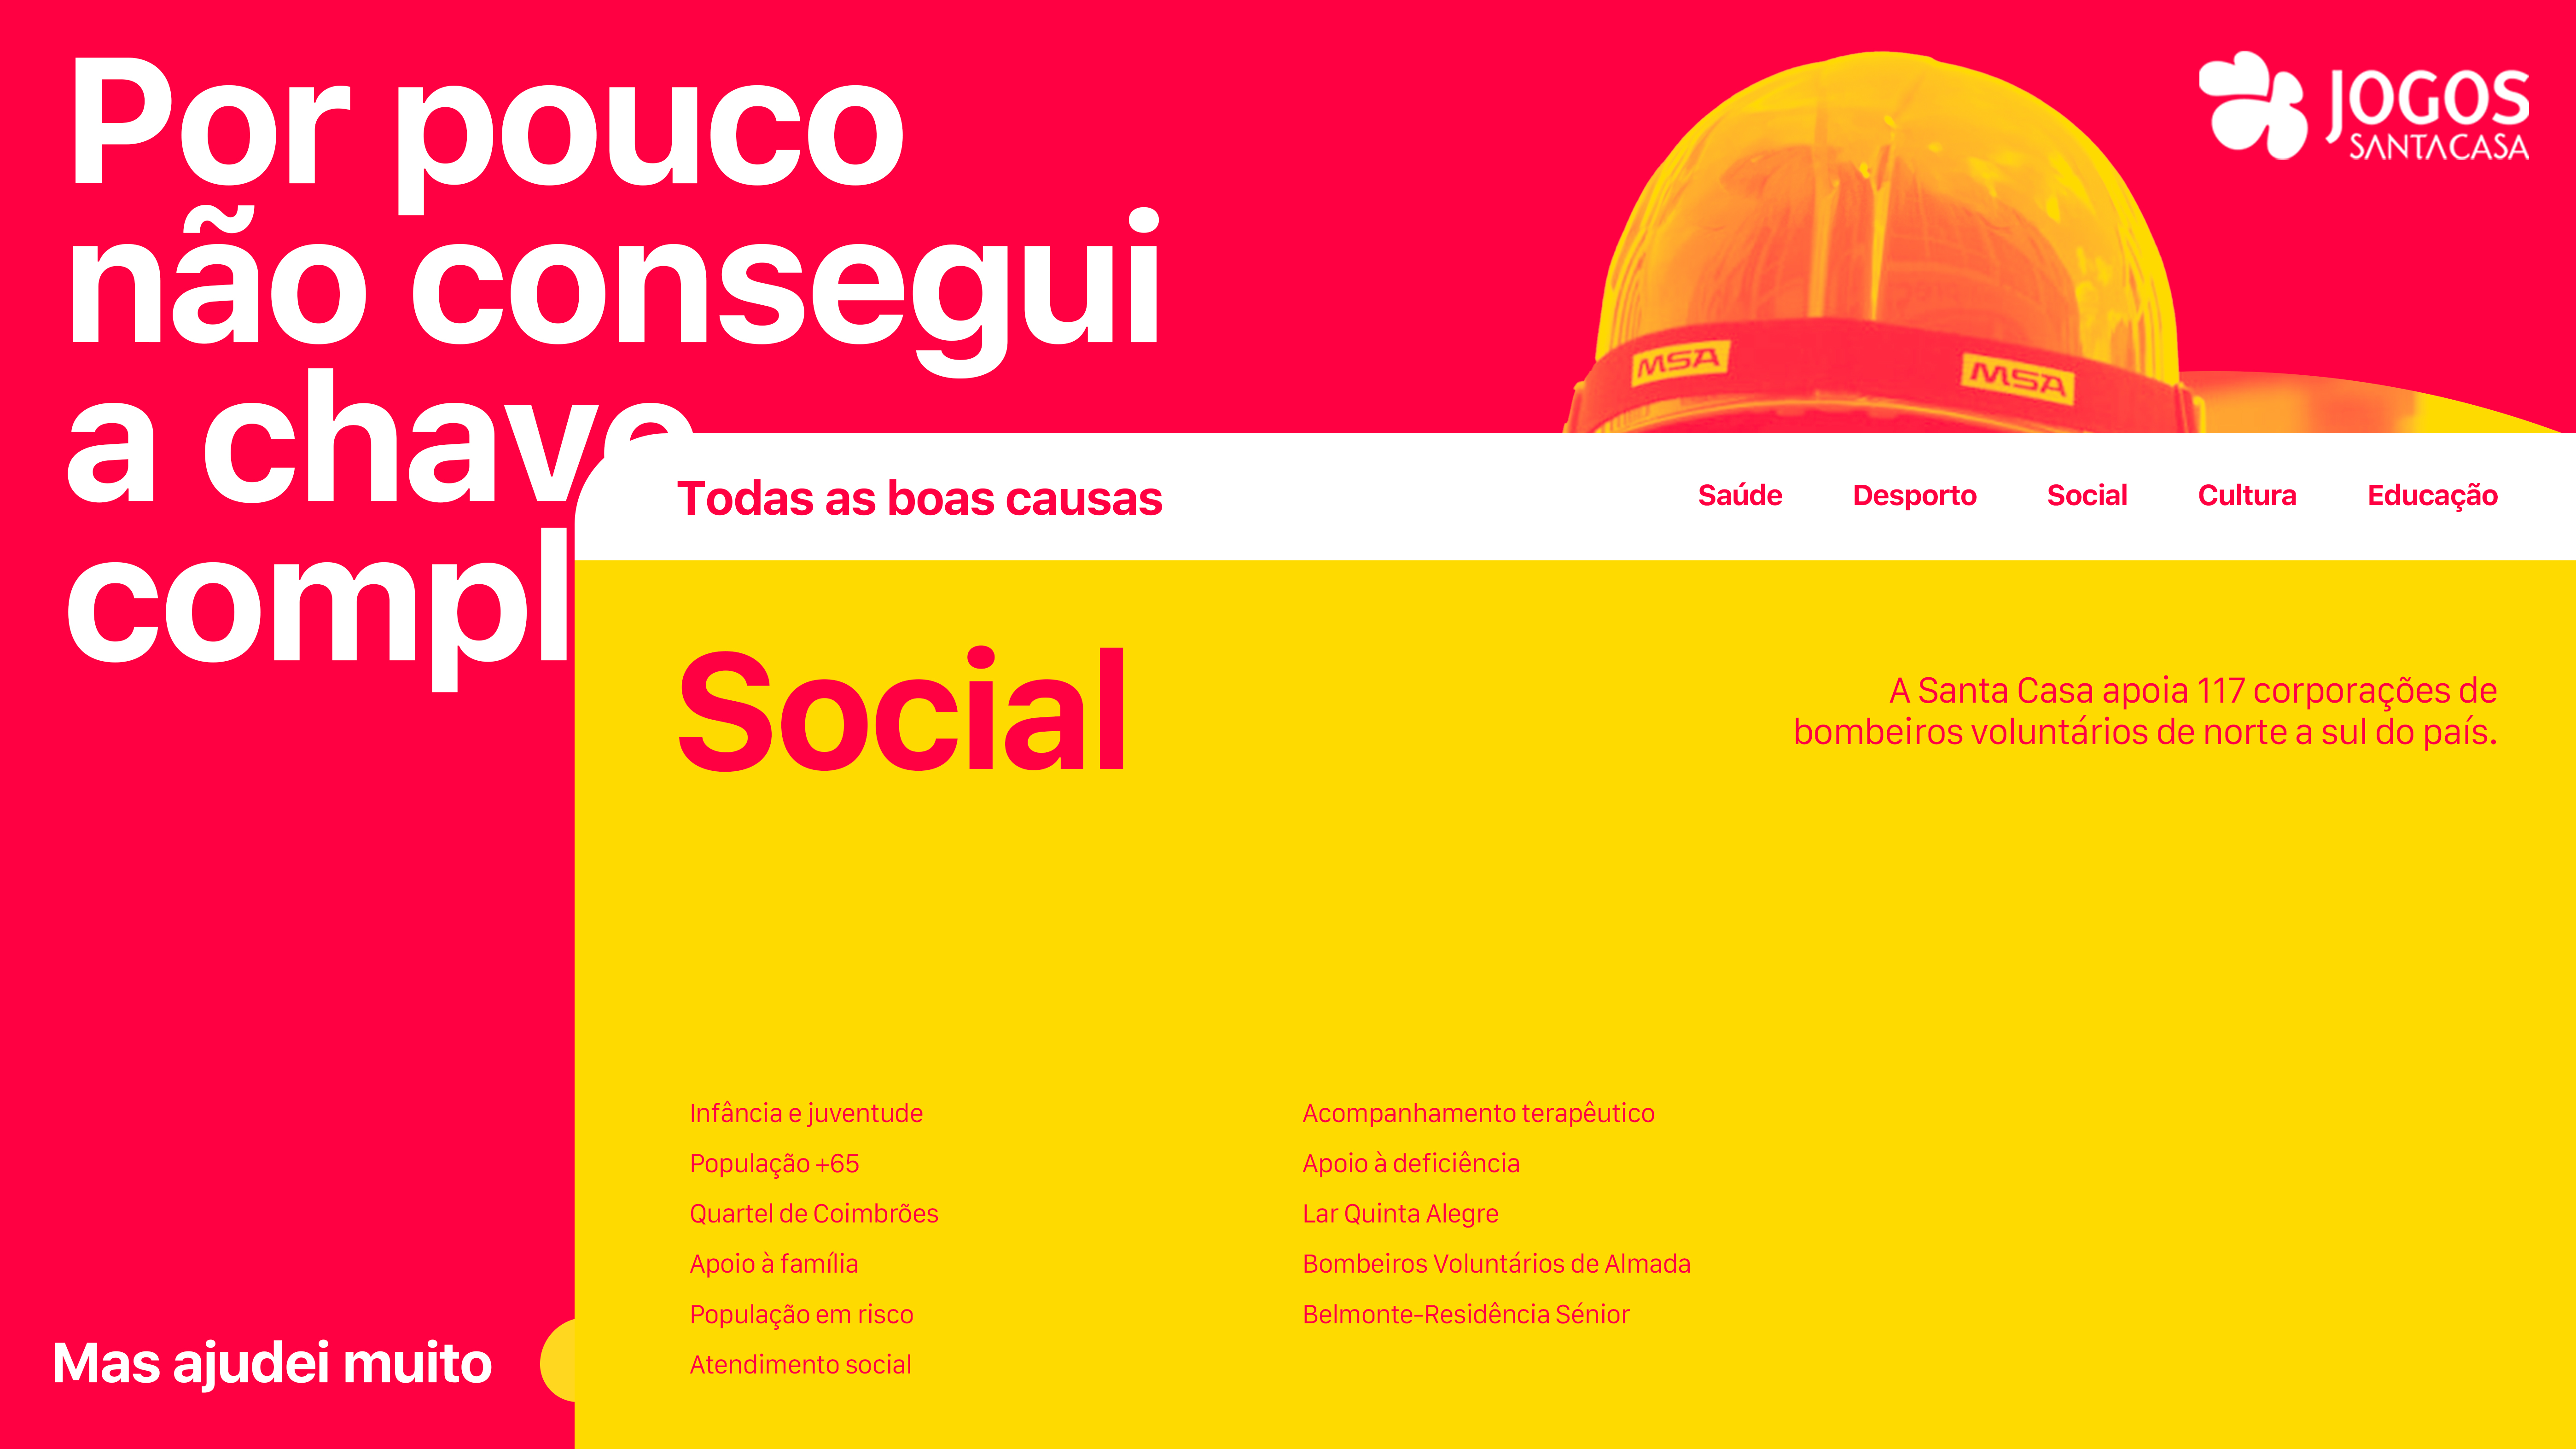 Por pouco
não consegui
a chave
compl
JOGOS
SANTA CASA
MSA
MSA
Todas as boas causas
Saúde
Desporto
Social
Cultura
Educação
Social
A Santa Casa apoia 117 corporações de
bombeiros voluntários de norte a sul do país.
Infância e juventude
População +65
Quartel de Coimbrões
Apoio à família
População em risco
Atendimento social
Acompanhamento terapêutico
Apoio à deficiência
Lar Quinta Alegre
Bombeiros Voluntários de Almada
Belmonte-Residência Sénior
Mas ajudei muito